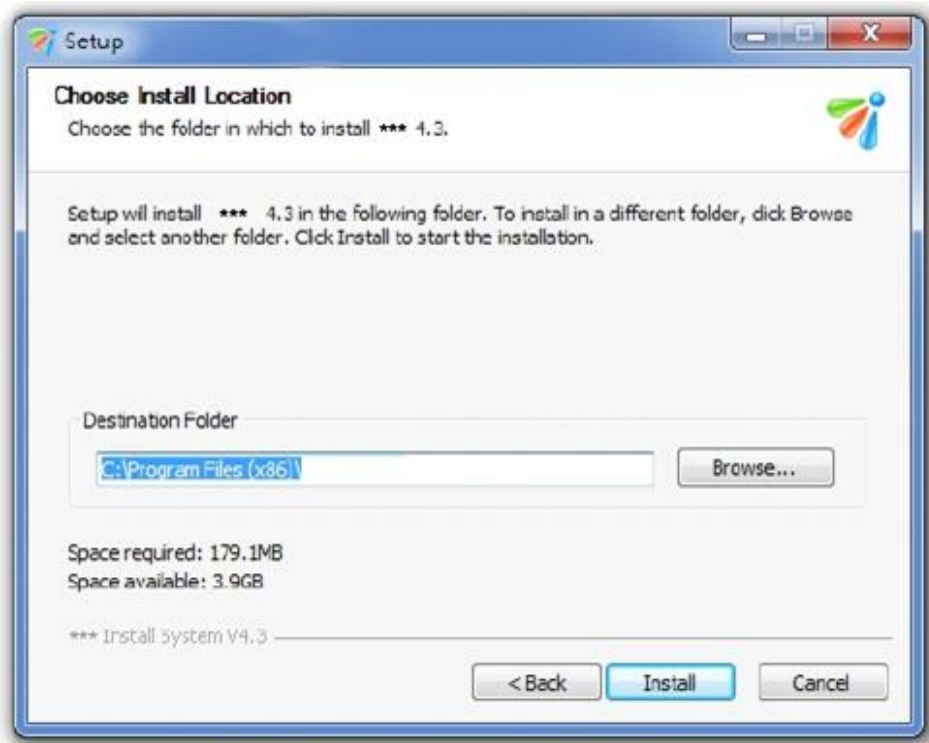 Setup
Choose Install Location
Choose the folder in which to install *** 4.3.
Setup will install *** 4.3 in the following folder. To install in a different folder, click Browse
and select another folder. Click Install to start the installation.
Destination Folder
C:\Program Files (x86)\
Browse...
Space required: 179.1MB
Space available: 3.9GB
*** Install System V4.3
< Back
Install
Cancel